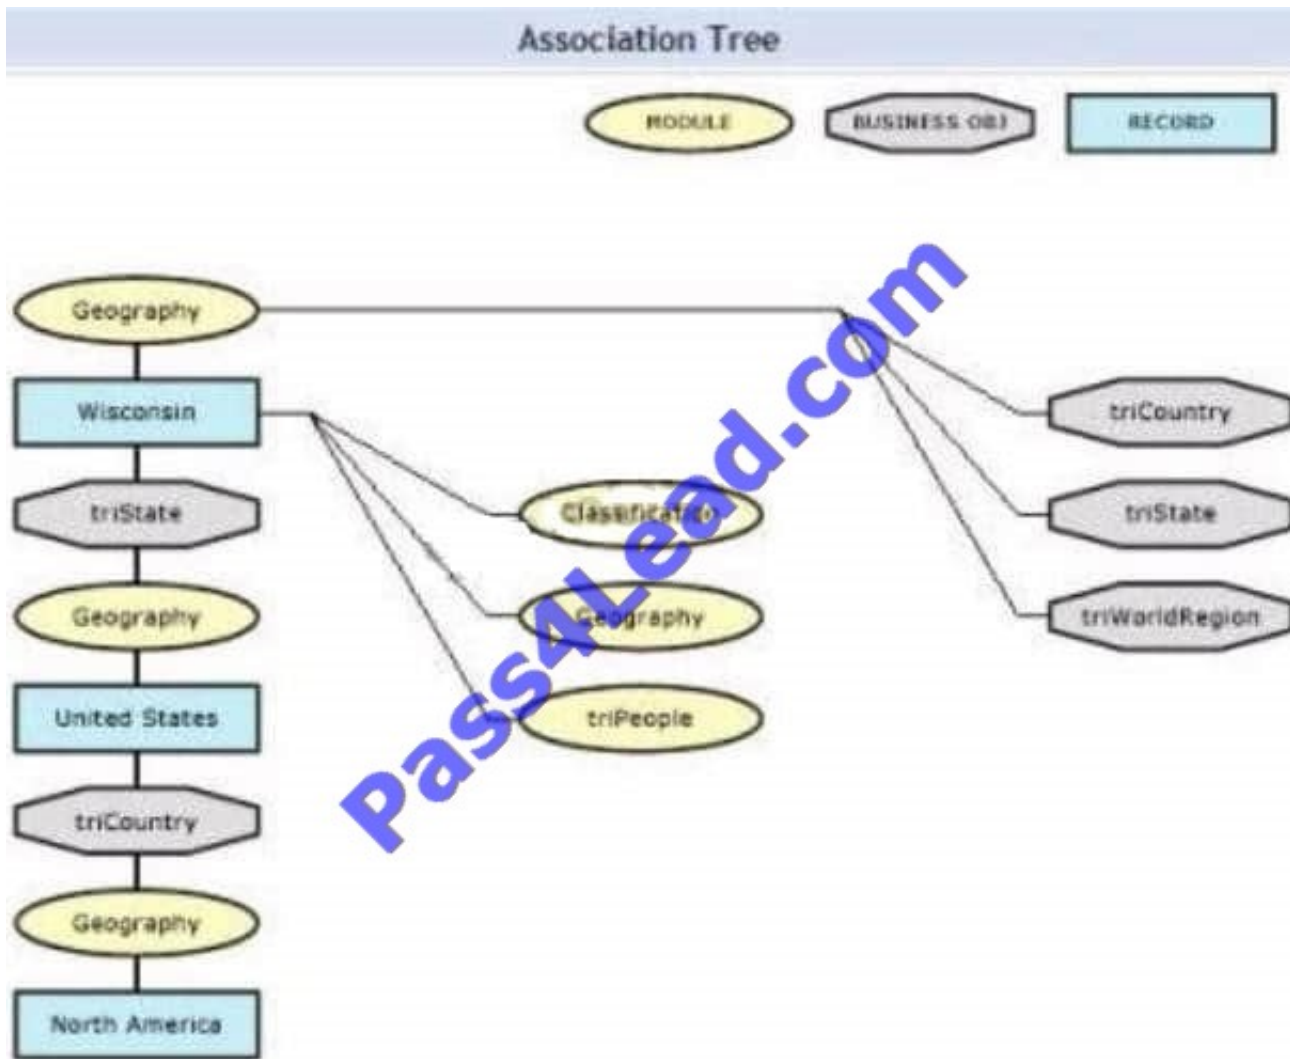 Association Tree
MODULE
BUSINESS OBJ
RECORD
Geography
Wisconsin
triCountry
triState
Classification
triState
Geography
Geography
triWorldRegion
United States
triPeople
triCountry
Geography
North America
Pass4Lead.com